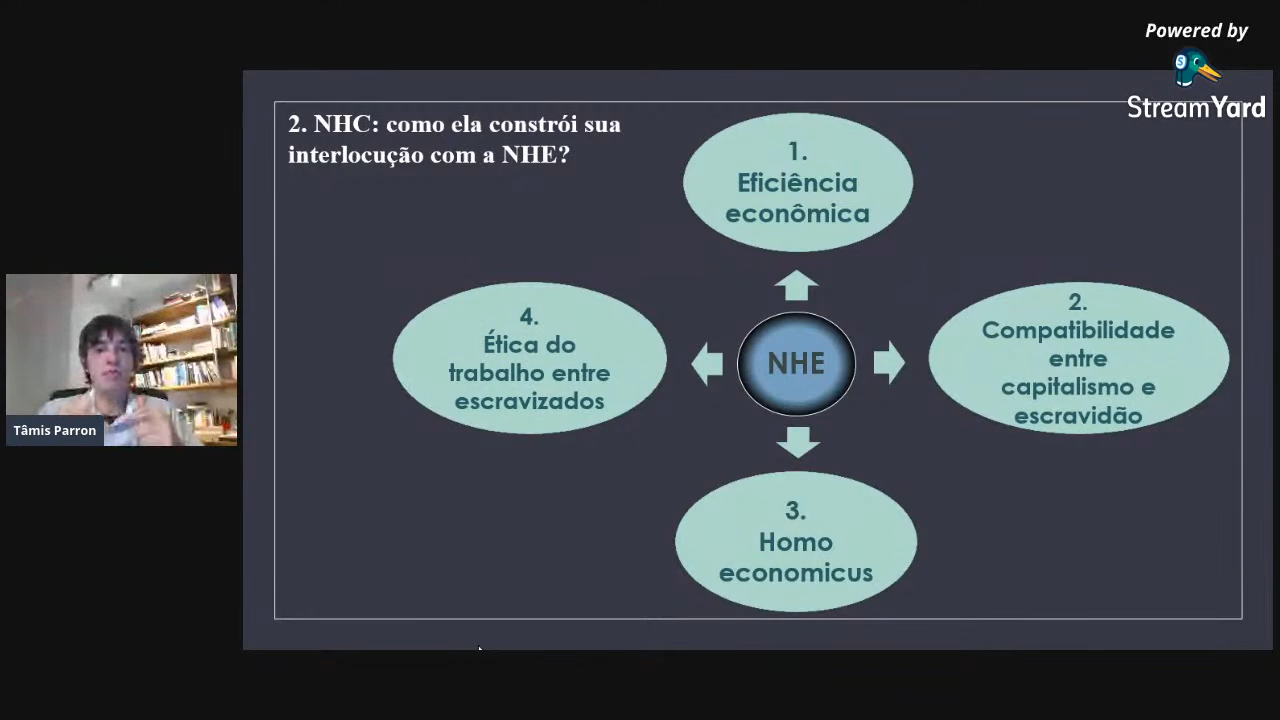 Powered by
StreamYard
2. NHC: como ela constrói sua
interlocução com a NHE?
1.
Eficiência
econômica
2.
Compatibilidade
entre
capitalismo e
escravidão
NHE
3.
Homo
economicus
4.
Ética do
trabalho entre
escravizados
Tâmis Parron